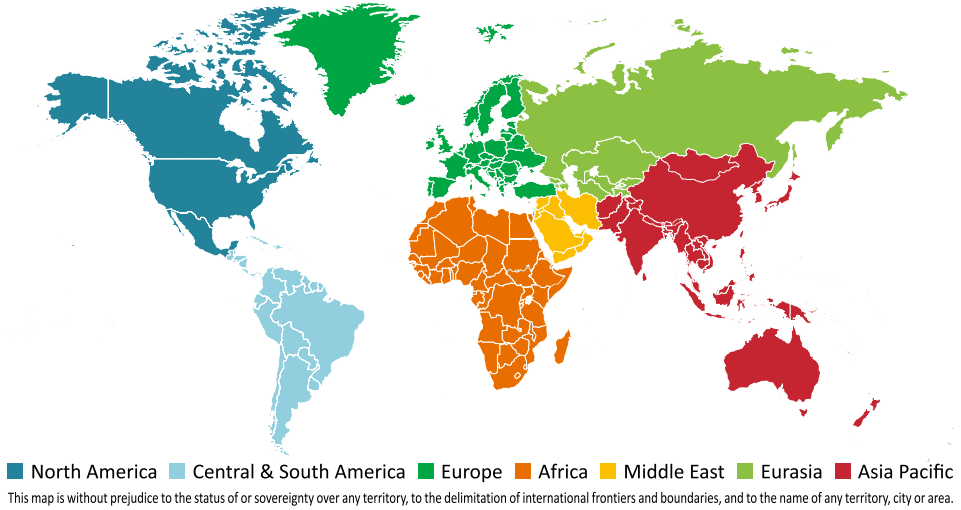 North America Central & South America Europe Africa Middle East Eurasia Asia Pacific
This map is without prejudice to the status of or sovereignty over any territory, to the delimitation of international frontiers and boundaries, and to the name of any territory, city or area.